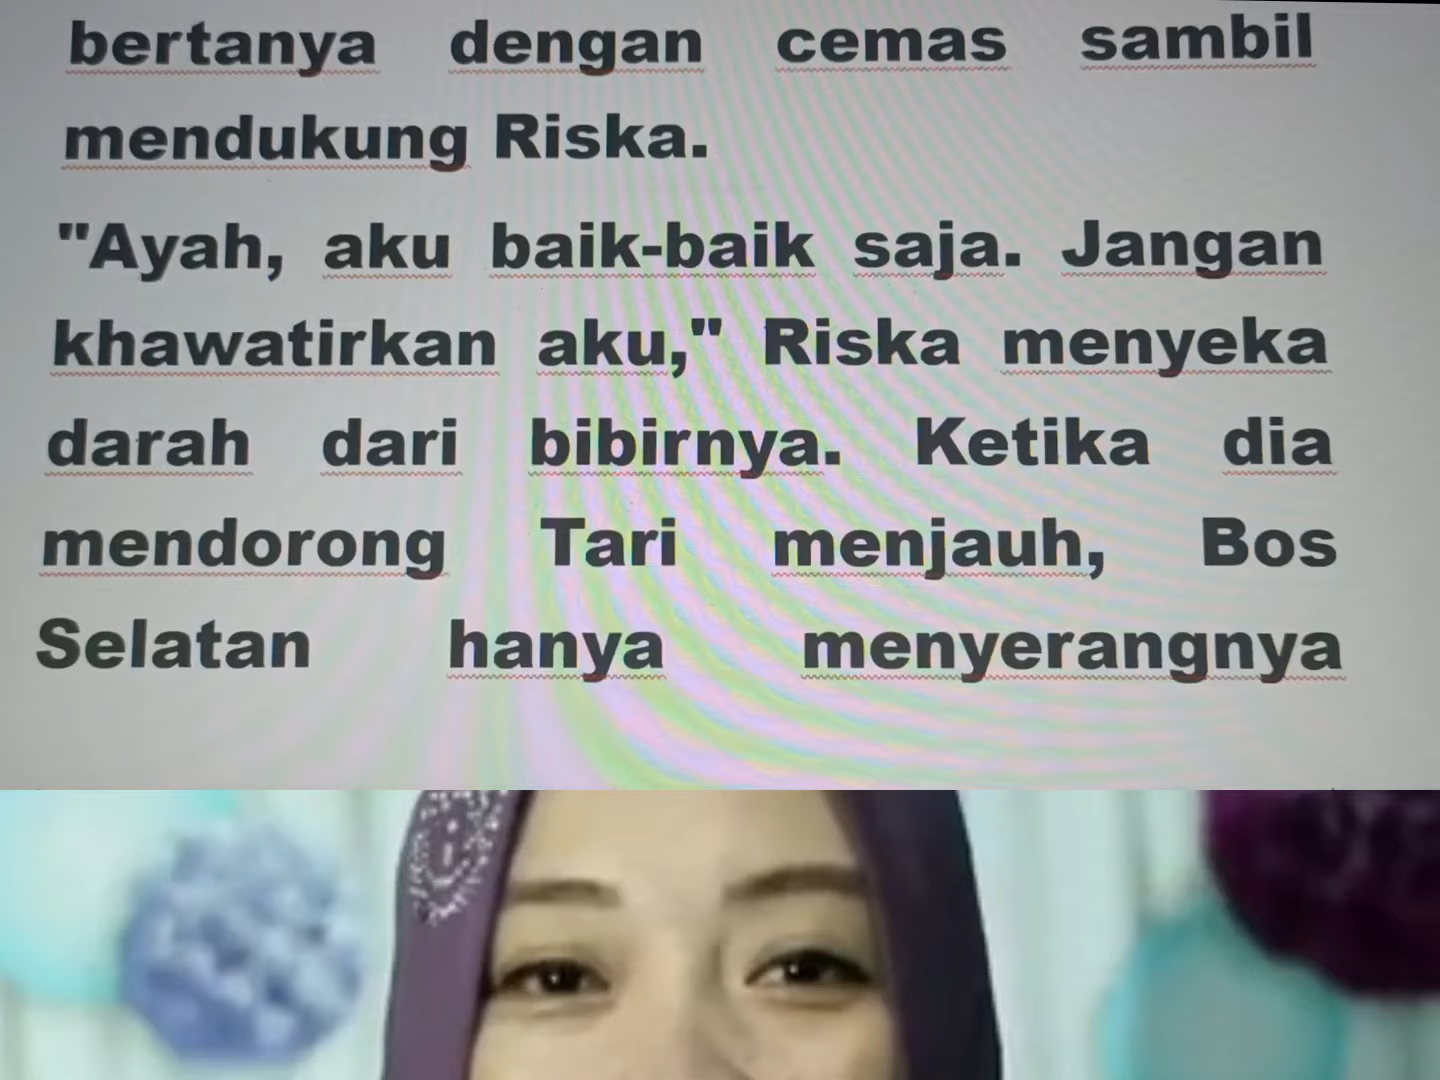 bertanya dengan cemas sambil
mendukung Riska.
"Ayah, aku baik-baik saja. Jangan
khawatirkan aku," Riska menyeka
darah dari bibirnya. Ketika dia
mendorong Tari menjauh, Bos
Selatan hanya menyerangnya